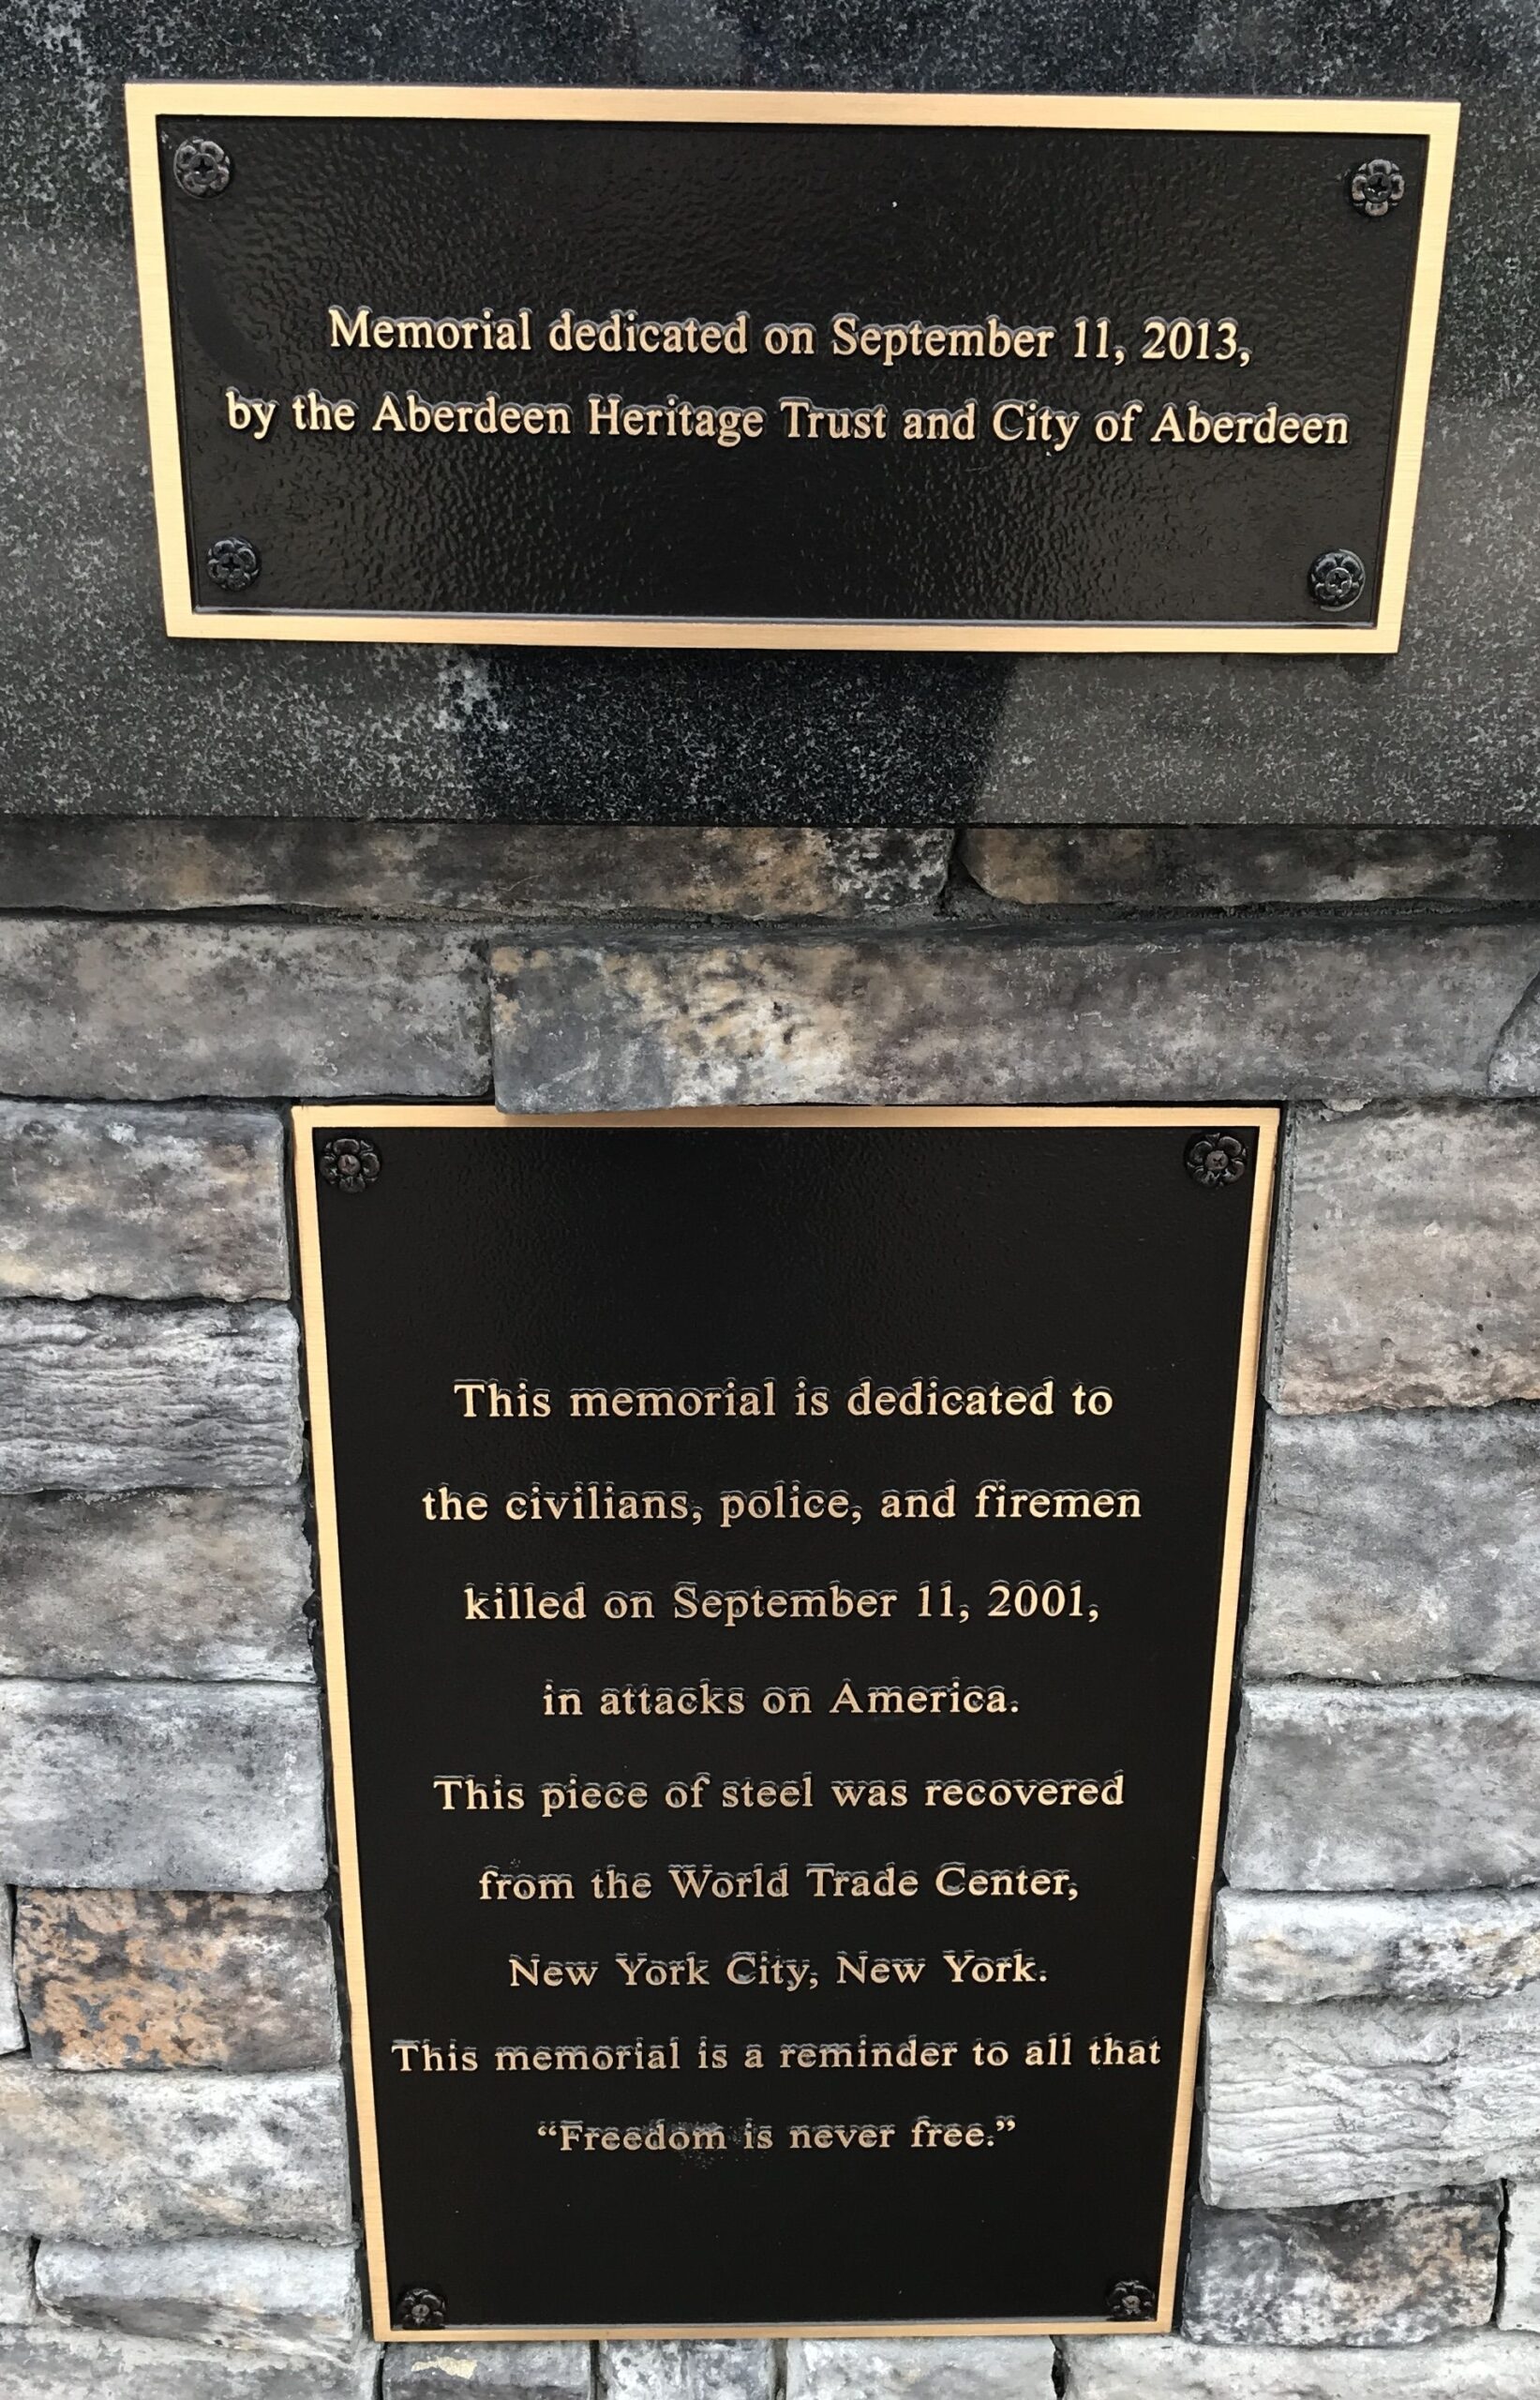 Memorial dedicated on September 11, 2013,
by the Aberdeen Heritage Trust and City of Aberdeen
This memorial is dedicated to
the civilians, police, and firemen
killed on September 11, 2001,
in attacks on America.
This piece of steel was recovered
from the World Trade Center,
New York City, New York.
This memorial is a reminder to all that
“Freedom is never free.”